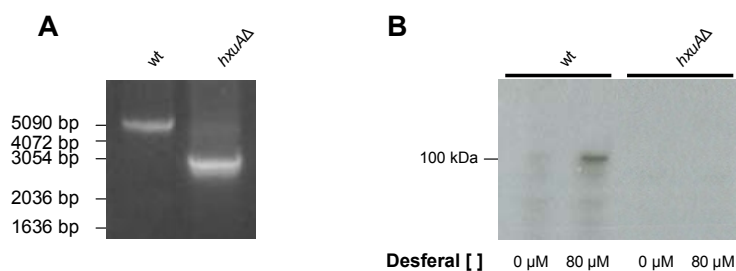 A
wt
hxuAΔ
5090 bp
4072 bp
3054 bp
2036 bp
1636 bp
B
wt
hxuAΔ
100 kDa
Desferal [ ] 0 µM 80 µM 0 µM 80 µM